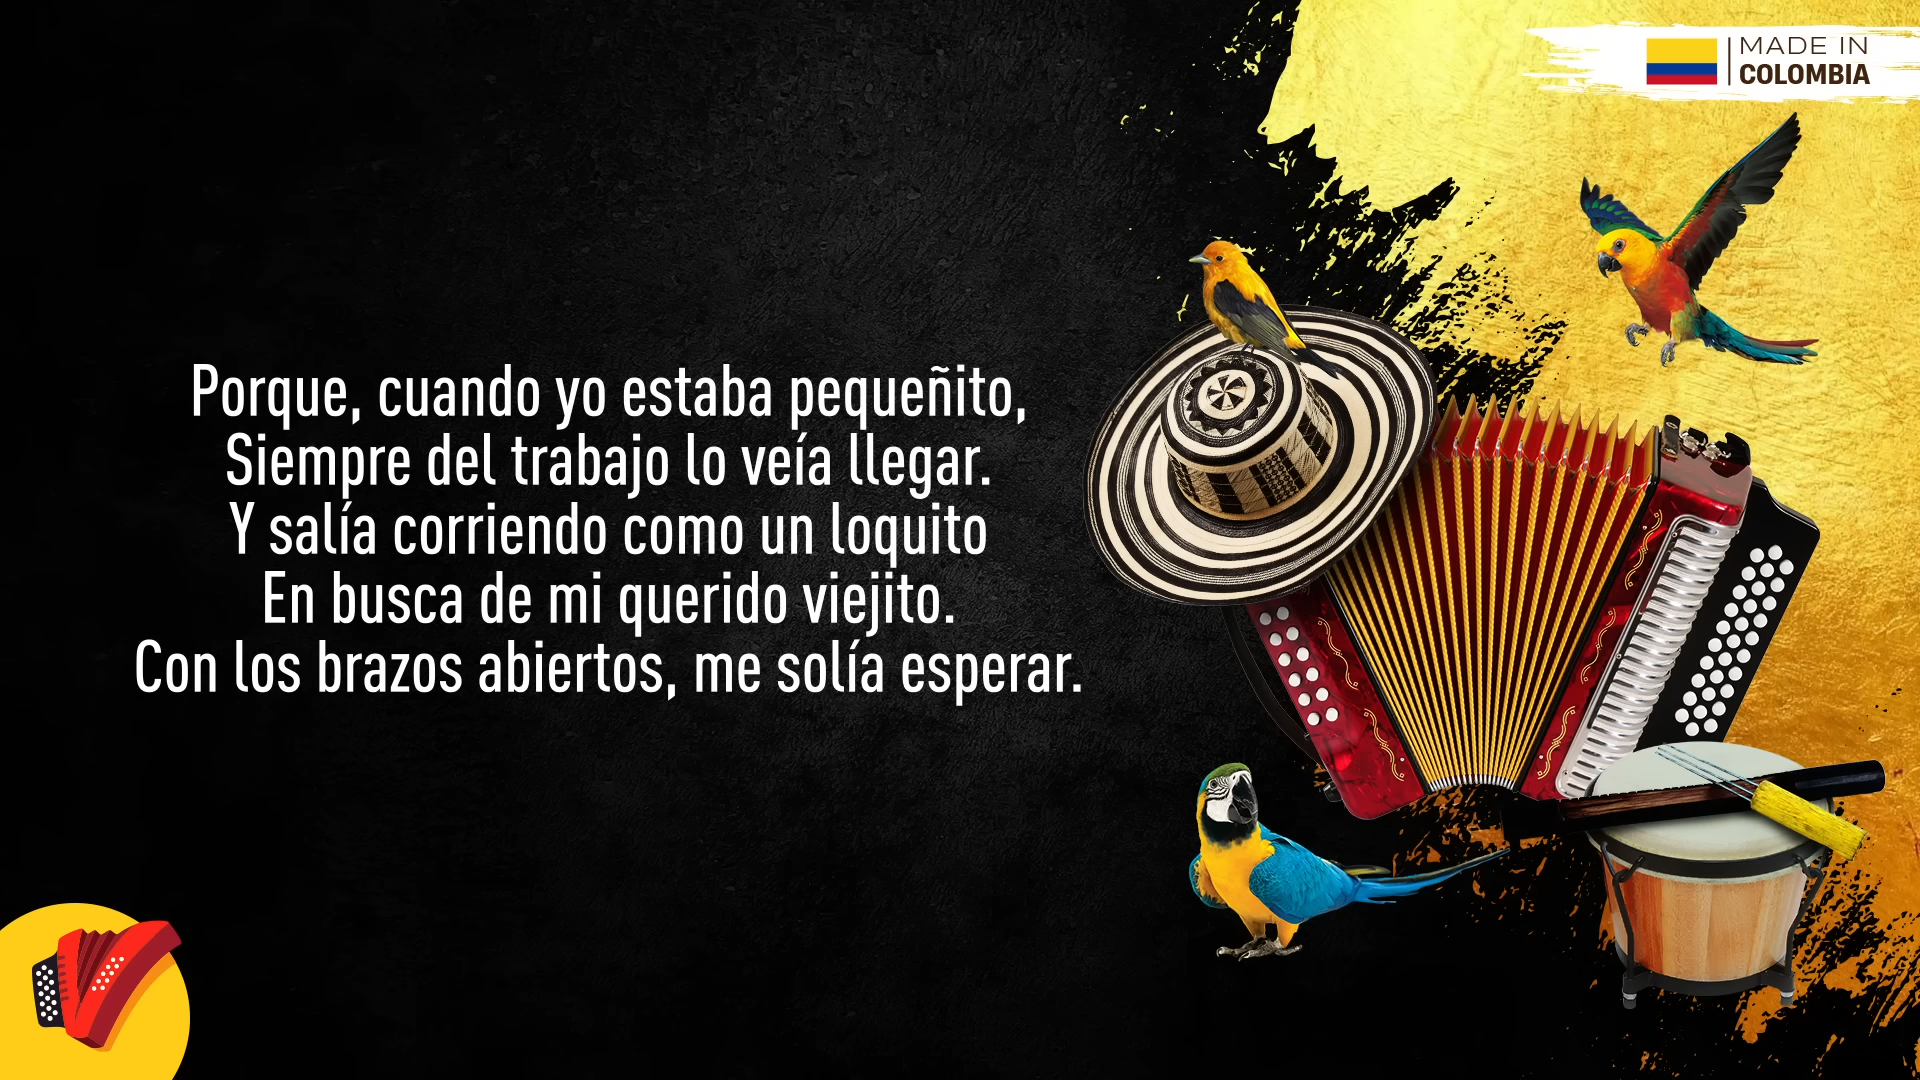 MADE IN
COLOMBIA
Porque, cuando yo estaba pequeñito,
Siempre del trabajo lo veía llegar.
Y salía corriendo como un loquito
En busca de mi querido viejito.
Con los brazos abiertos, me solía esperar.